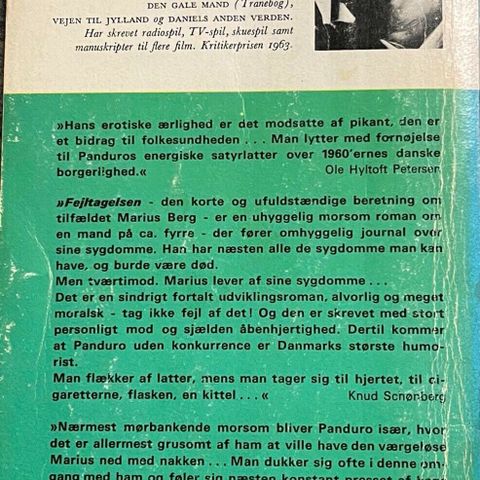 DEN GALE MAND (Tranebog),
VEJEN TIL JYLLAND OG DANIELS ANDEN VERDEN.
Har skrevet radiospil, TV-spil, skuespil samt
manuskripter til flere film. Kritikerprisen 1963.
»Hans erotiske ærlighed er det modsatte af pikant, den er
et bidrag til folkesundheden . . . Man lytter med fornøjelse
til Panduros energiske satyrlatter over 1960'ernes danske
borgerlighed.« Ole Hyltoft Petersen
»Fejltagelsen - den korte og ufuldstændige beretning om
tilfældet Marius Berg - er en uhyggelig morsom roman om
en mand på ca. fyrre - der fører omhyggelig journal over
sine sygdomme. Han har næsten alle de sygdomme man kan
have, og burde være død.
Men tværtimod. Marius lever af sine sygdomme . . .
Det er en sindrigt fortalt udviklingsroman, alvorlig og meget
moralsk - tag ikke fejl af det! Og den er skrevet med stort
personligt mod og sjælden åbenhjertighed. Dertil kommer
at Panduro uden konkurrence er Danmarks største humo-
rist.
Man flækker af latter, mens man tager sig til hjertet, til ci-
garetterne, flasken, en kittel . . .« Knud Schønberg
»Nærmest mørbankende morsom bliver Panduro især, hvor
det er allermest grusomt af ham at ville have den værgeløse
Marius ned med nakken . . . Man dukker sig ofte i denne om-
gang med ham og føler sig næsten konstant presset af hans